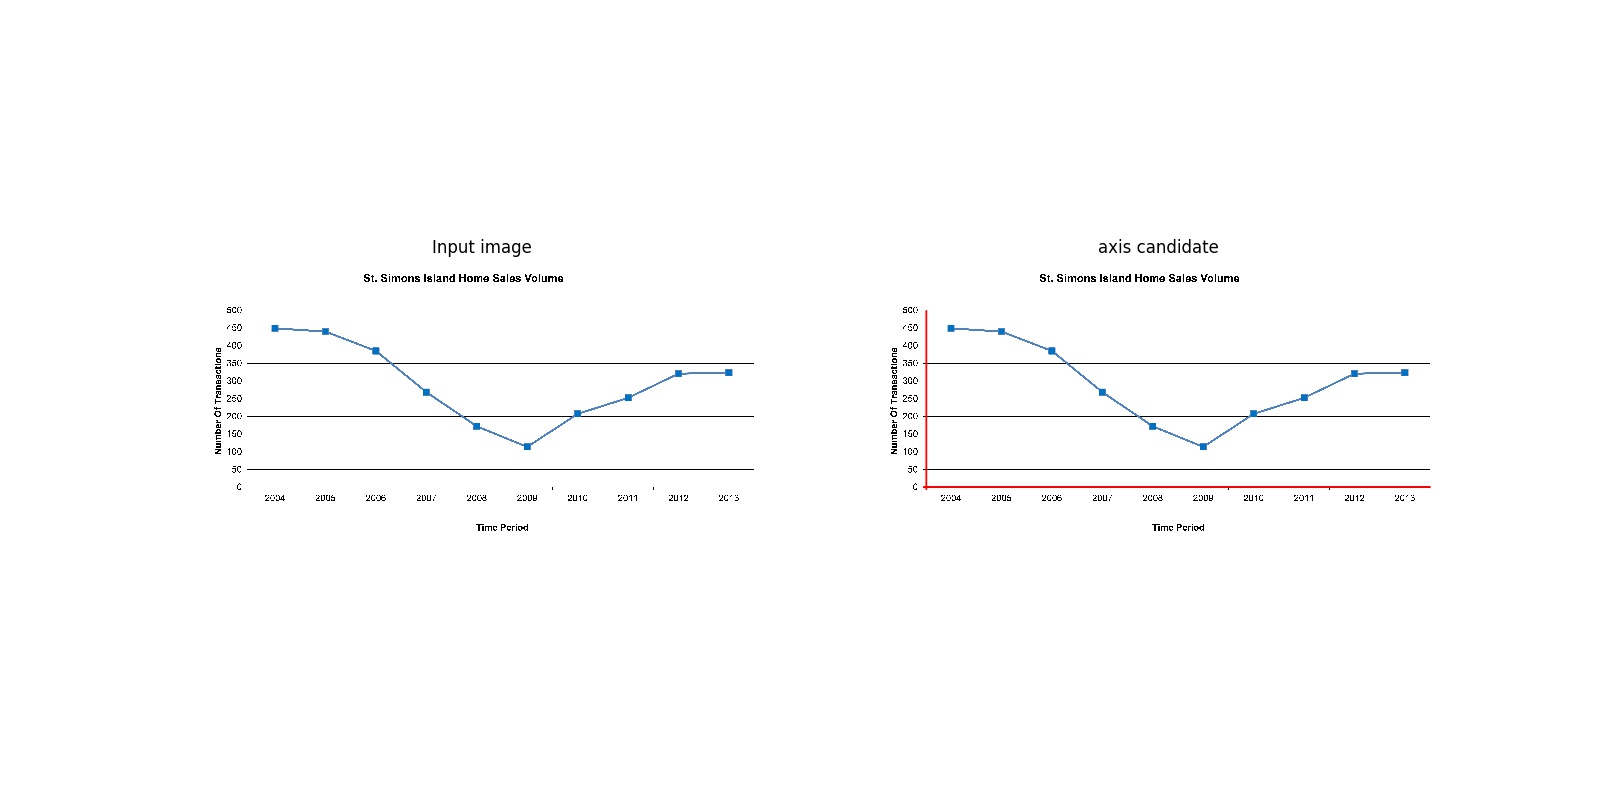 Input image
St. Simons Island Home Sales Volume
500
450
400
350
300
250
200
150
100
50
0
Number Of Transactions
2004 2005 2006 2007 2008 2009 2010 2011 2012 2013
Time Period
axis candidate
St. Simons Island Home Sales Volume
500
450
400
350
300
250
200
150
100
50
0
Number Of Transactions
2004 2005 2006 2007 2008 2009 2010 2011 2012 2013
Time Period